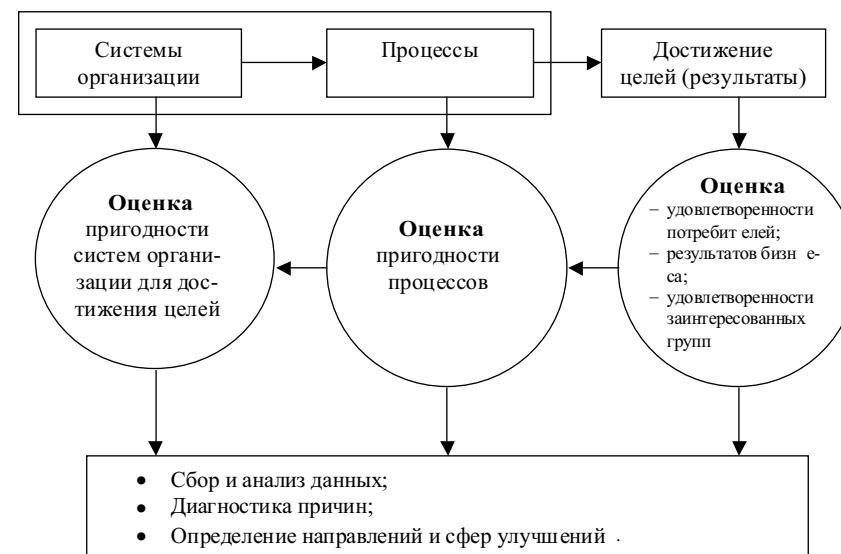 Системы
организации
Процессы
Достижение
целей (результаты)
Оценка
пригодности
систем органи-
зации для дос-
тижения целей
Оценка
пригодности
процессов
Оценка
– удовлетворенности
потребит елей;
– результатов бизн е-
са;
– удовлетворенности
заинтересованных
групп
• Сбор и анализ данных;
• Диагностика причин;
• Определение направлений и сфер улучшений .